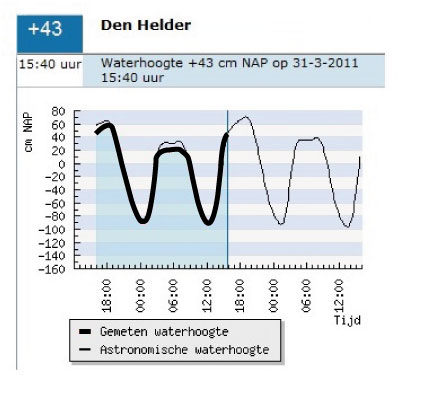 +43
Den Helder
15:40 uur
Waterhoogte +43 cm NAP op 31-3-2011
15:40 uur
cm NAP
80
60
40
20
0
-20
-40
-60
-80
-100
-120
-140
-160
18:00
00:00
06:00
12:00
18:00
00:00
06:00
12:00
Tijd
Gemeten waterhoogte
Astronomische waterhoogte